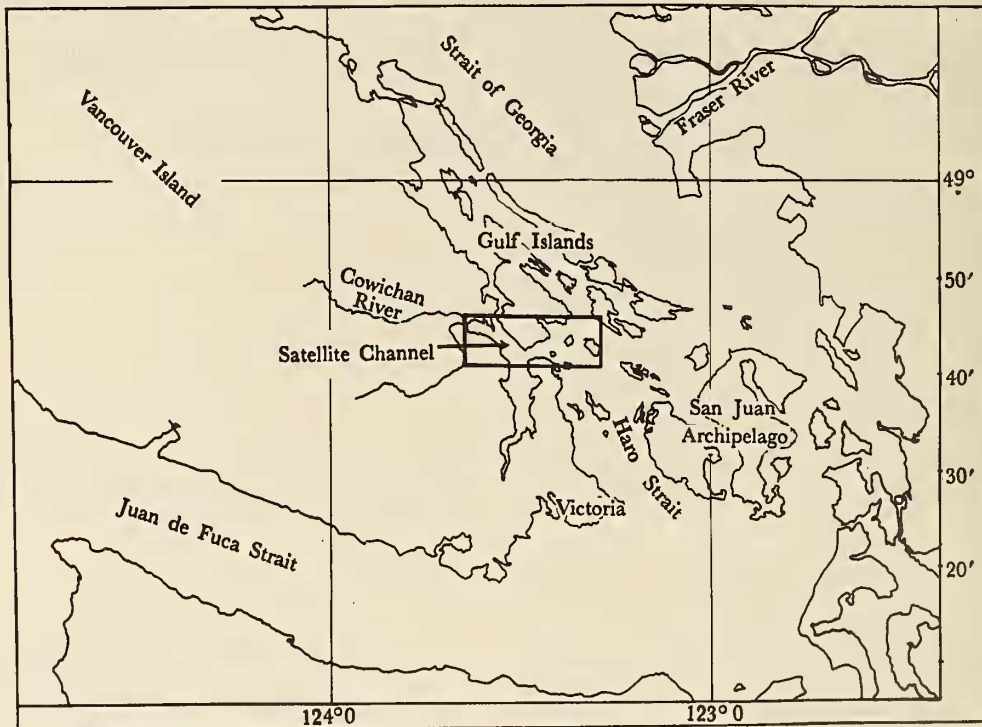 Strait of Georgia
Fraser River
Vancouver Island
49°
Gulf Islands
50′
Cowichan
River
Satellite Channel
40′
San Juan
Archipelago
Haro Strait
30′
Victoria
Juan de Fuca Strait
20′
124°0
123°0